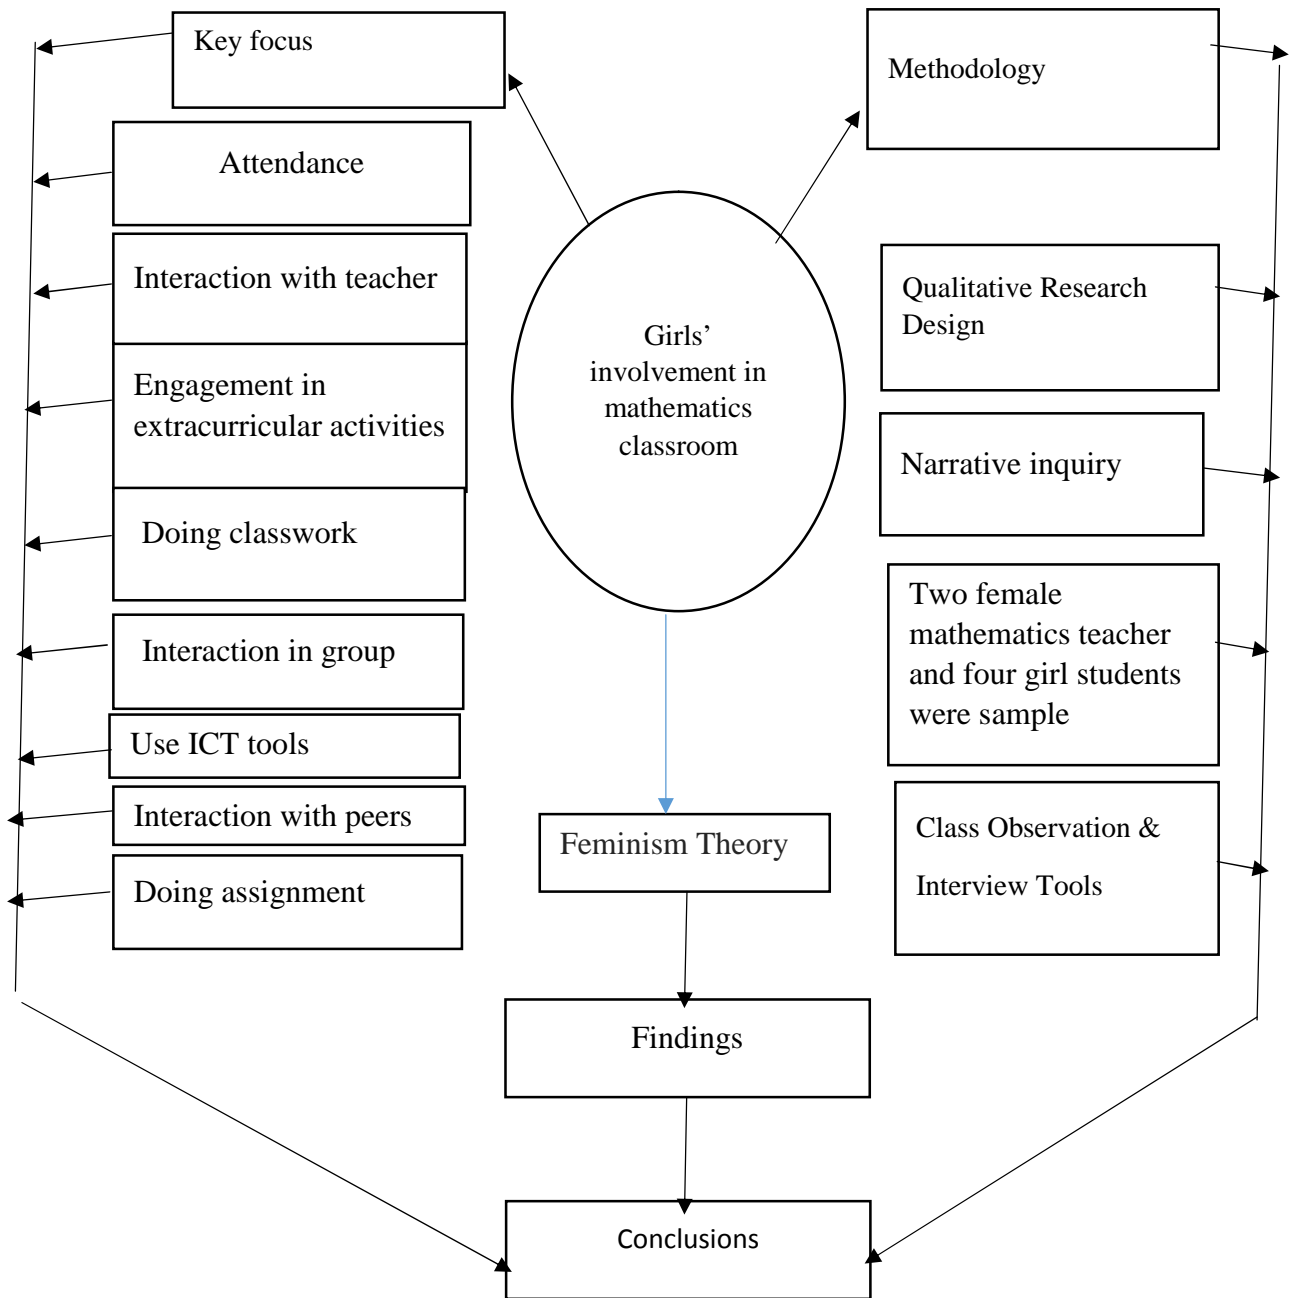 Key focus
Attendance
Interaction with teacher
Engagement in
extracurricular activities
Doing classwork
Interaction in group
Use ICT tools
Interaction with peers
Doing assignment
Girls’
involvement in
mathematics
classroom
Feminism Theory
Findings
Conclusions
Methodology
Qualitative Research
Design
Narrative inquiry
Two female
mathematics teacher
and four girl students
were sample
Class Observation &
Interview Tools